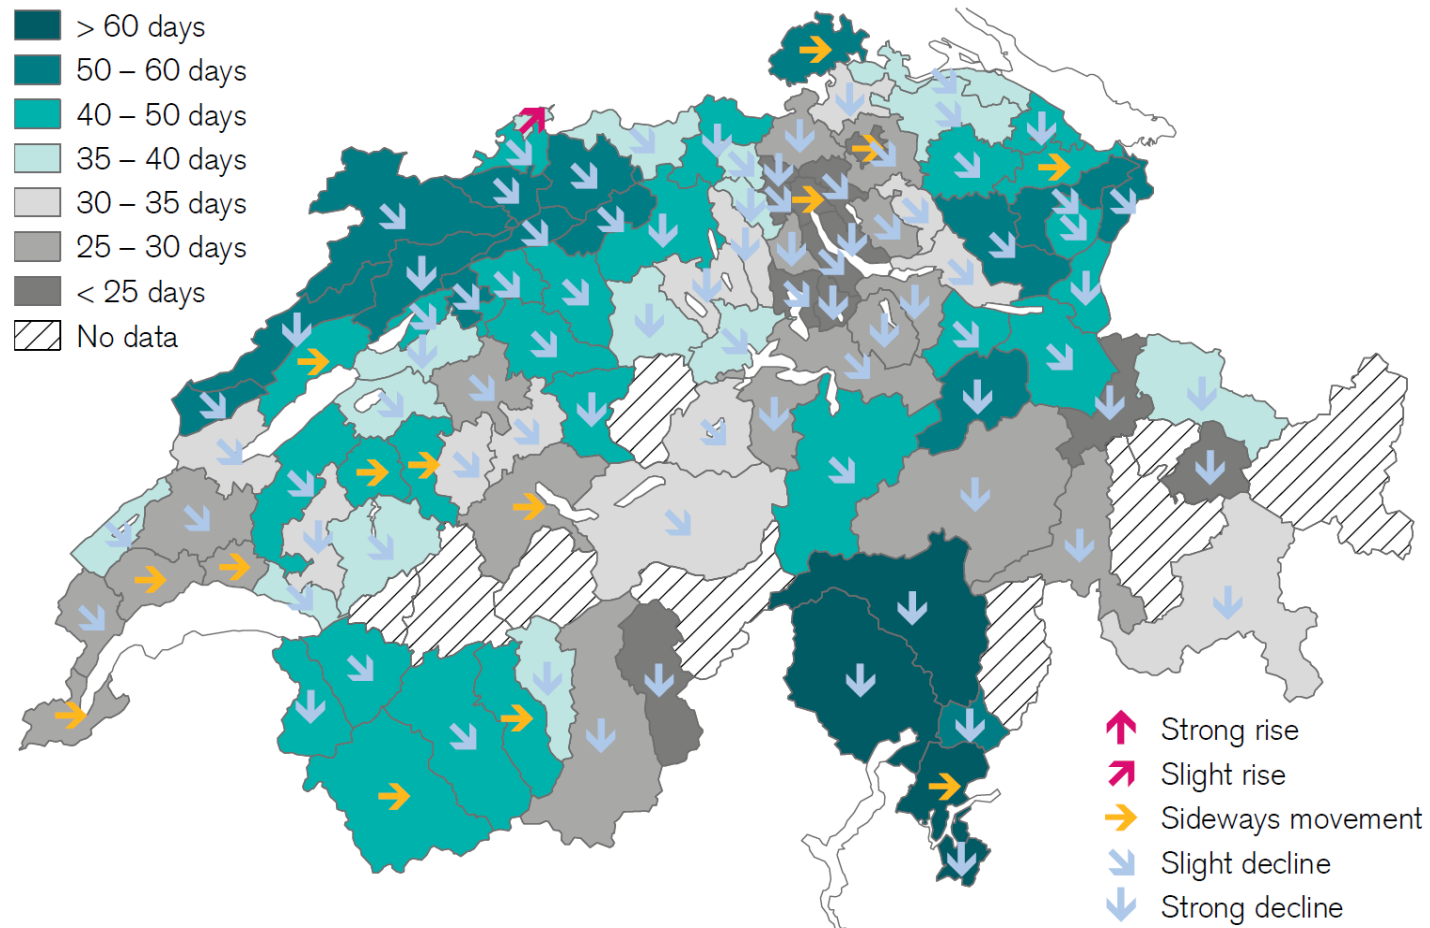 > 60 days
50 – 60 days
40 – 50 days
35 – 40 days
30 – 35 days
25 – 30 days
< 25 days
No data
Strong rise
Slight rise
Sideways movement
Slight decline
Strong decline